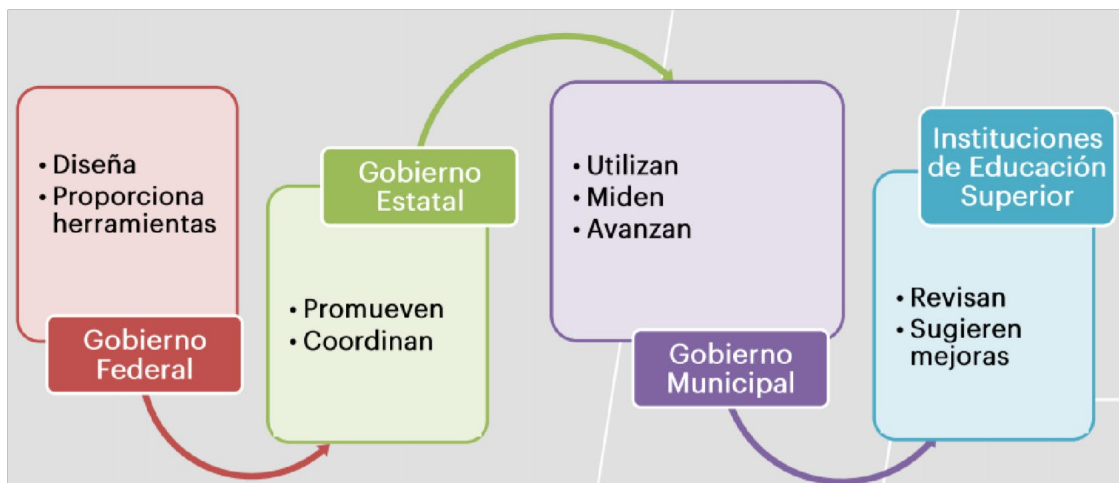 • Diseña
• Proporciona
herramientas
Gobierno
Federal
Gobierno
Estatal
• Promueven
• Coordinan
• Utilizan
• Miden
• Avanzan
Gobierno
Municipal
Instituciones
de Educación
Superior
• Revisan
• Sugieren
mejoras